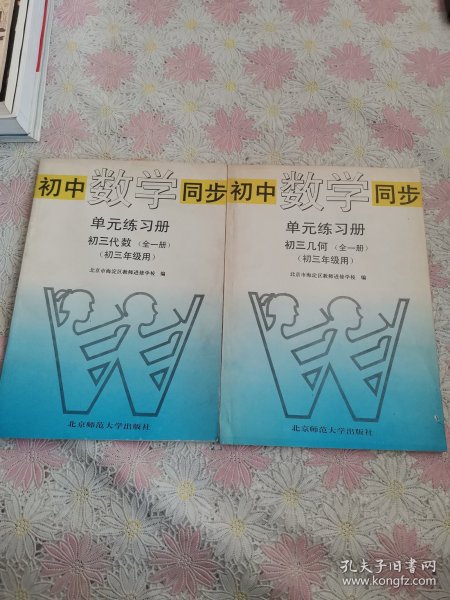 初中 数学 同步
单元练习册
初三代数（全一册）
（初三年级用）
北京市海淀区教师进修学校 编
北京师范大学出版社
初中 数学 同步
单元练习册
初三几何（全一册）
（初三年级用）
北京市海淀区教师进修学校 编
北京师范大学出版社
孔夫子旧书网
www.kongfz.com